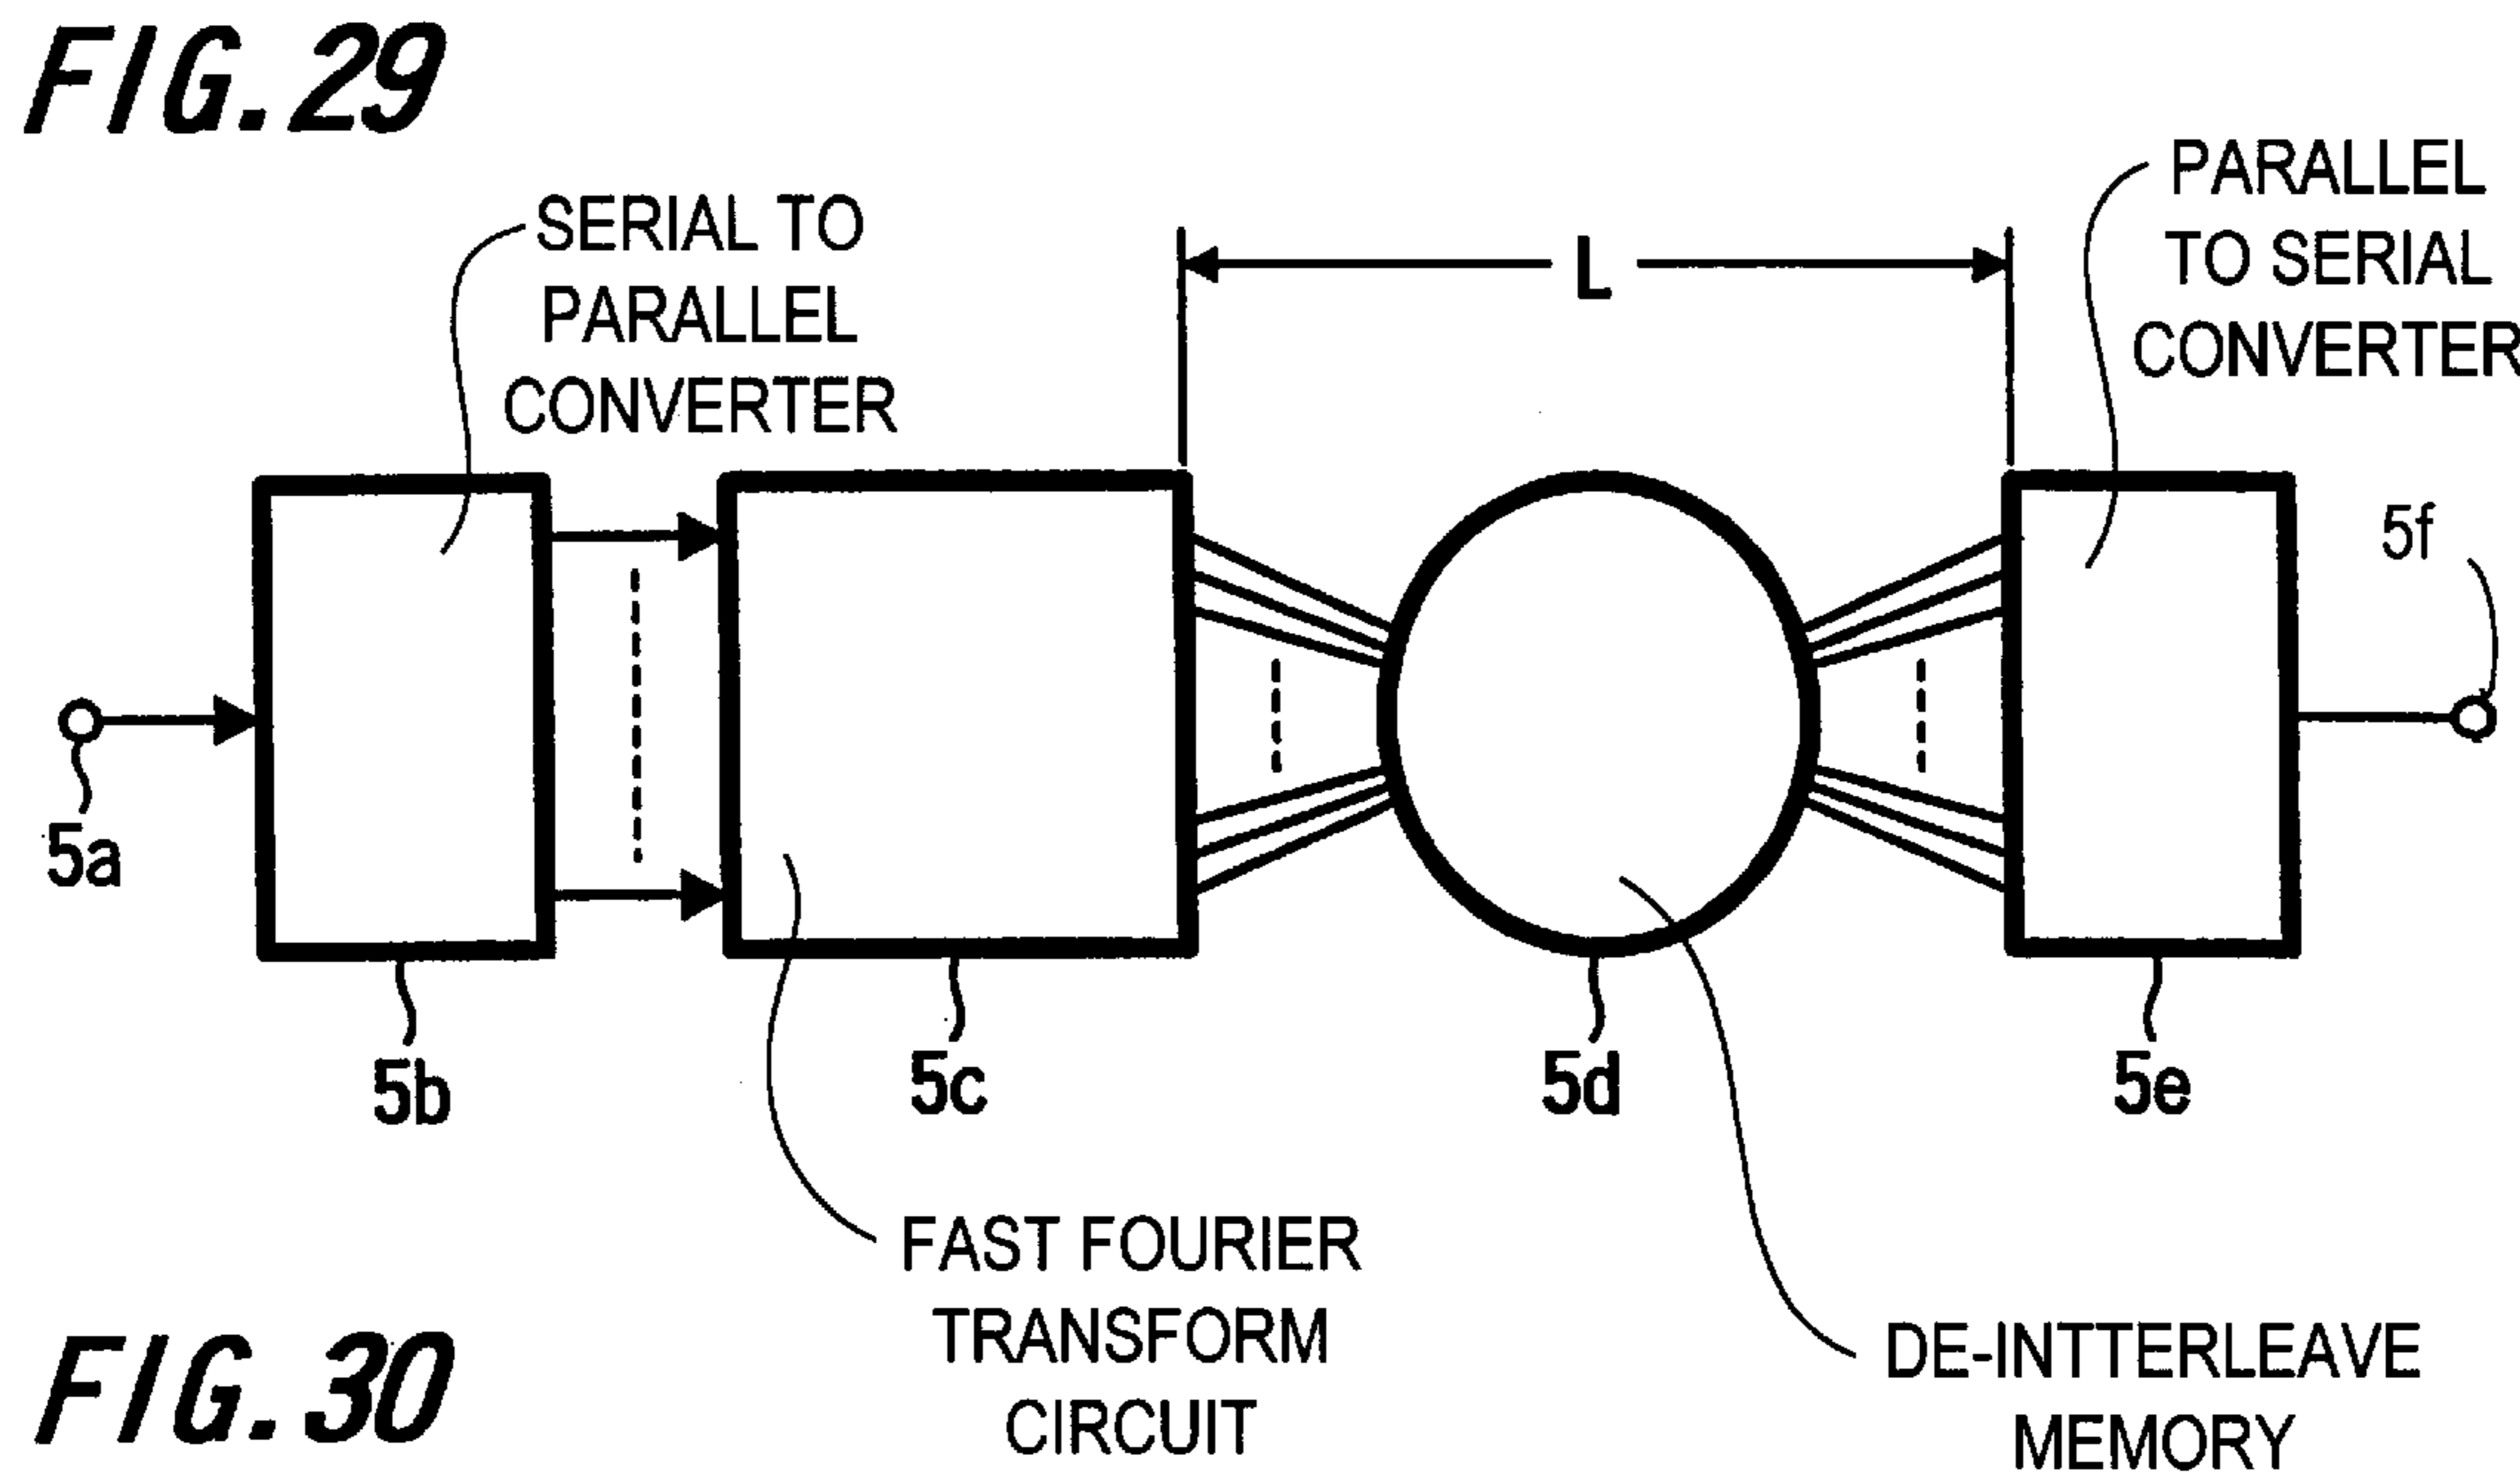 FIG. 29
SERIAL TO
PARALLEL
CONVERTER
L
PARALLEL
TO SERIAL
CONVERTER
5f
5a
5b
5c
5d
5e
FAST FOURIER
TRANSFORM
CIRCUIT
DE-INTTERLEAVE
MEMORY
FIG. 30